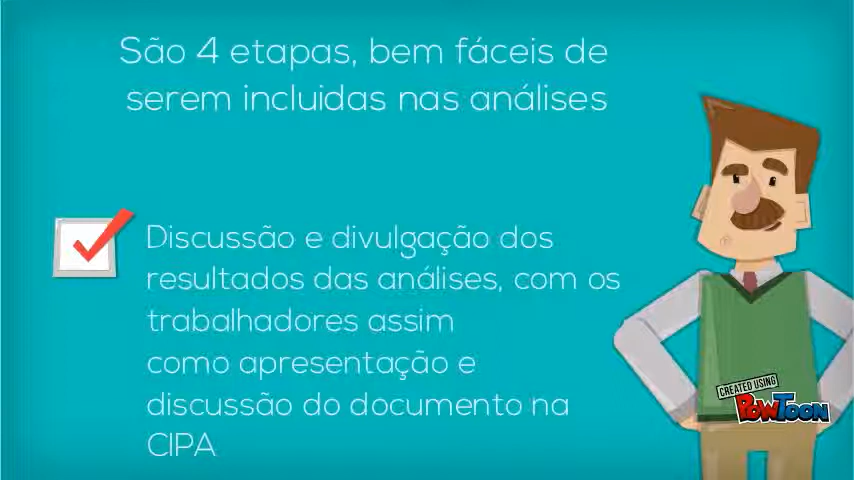 São 4 etapas, bem fáceis de
serem incluidas nas análises
Discussão e divulgação dos
resultados das análises, com os
trabalhadores assim
como apresentação e
discussão do documento na
CIPA
CREATED USING
POWTOON